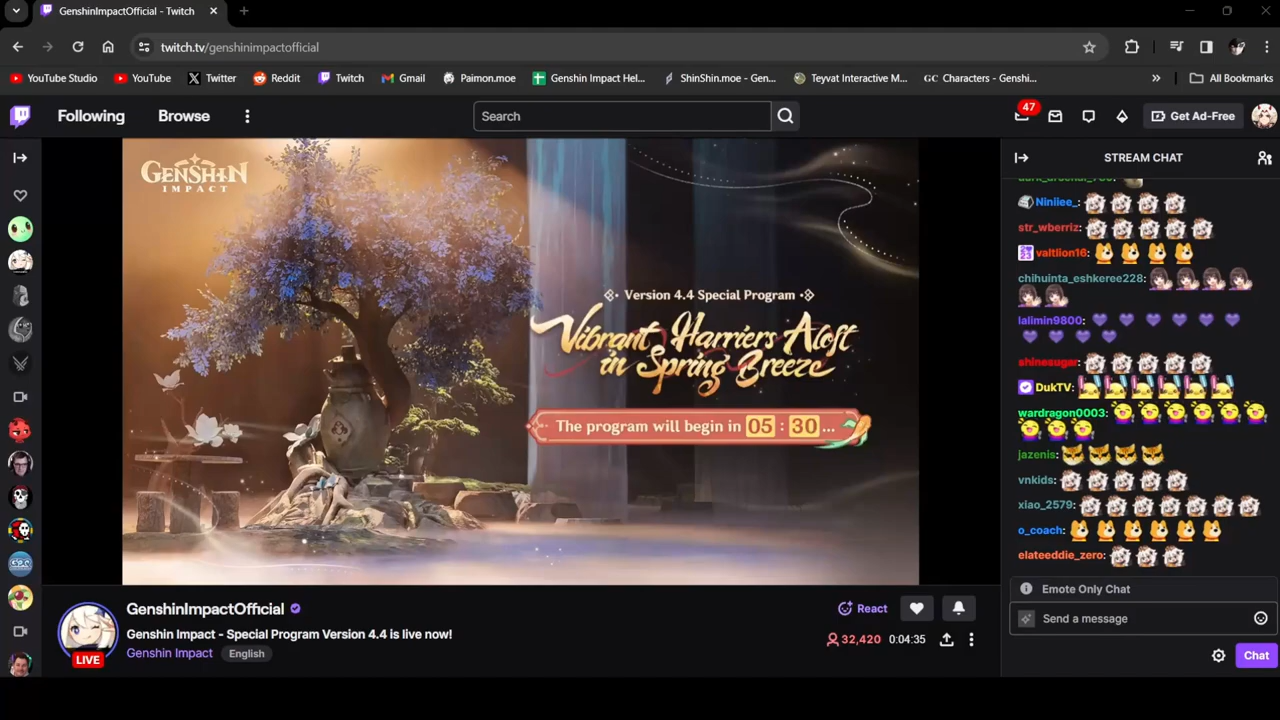 GenshinImpactOfficial - Twitch
twitch.tv/genshinimpactofficial
YouTube Studio
YouTube
Twitter
Reddit
Twitch
Gmail
Paimon.moe
Genshin Impact Hel...
ShinShin.moe - Gen...
Teyvat Interactive M...
GC Characters - Genshi...
All Bookmarks
Following
Browse
Search
47
Get Ad-Free
GENSHIN
IMPACT
Version 4.4 Special Program
Vibrant Harriers Aloft
in Spring Breeze
The program will begin in 05 : 30 ...
STREAM CHAT
Niniiee_:
str_wberriz:
valtlion16:
chihuinta_eshkeree228:
lalimin9800:
shinesugar:
DukTV:
wardragon0003:
jazenis:
vnkids:
xiao_2579:
o_coach:
elateeddie_zero:
Emote Only Chat
Send a message
Chat
LIVE
GenshinImpactOfficial
Genshin Impact - Special Program Version 4.4 is live now!
Genshin Impact
English
React
32,420
0:04:35